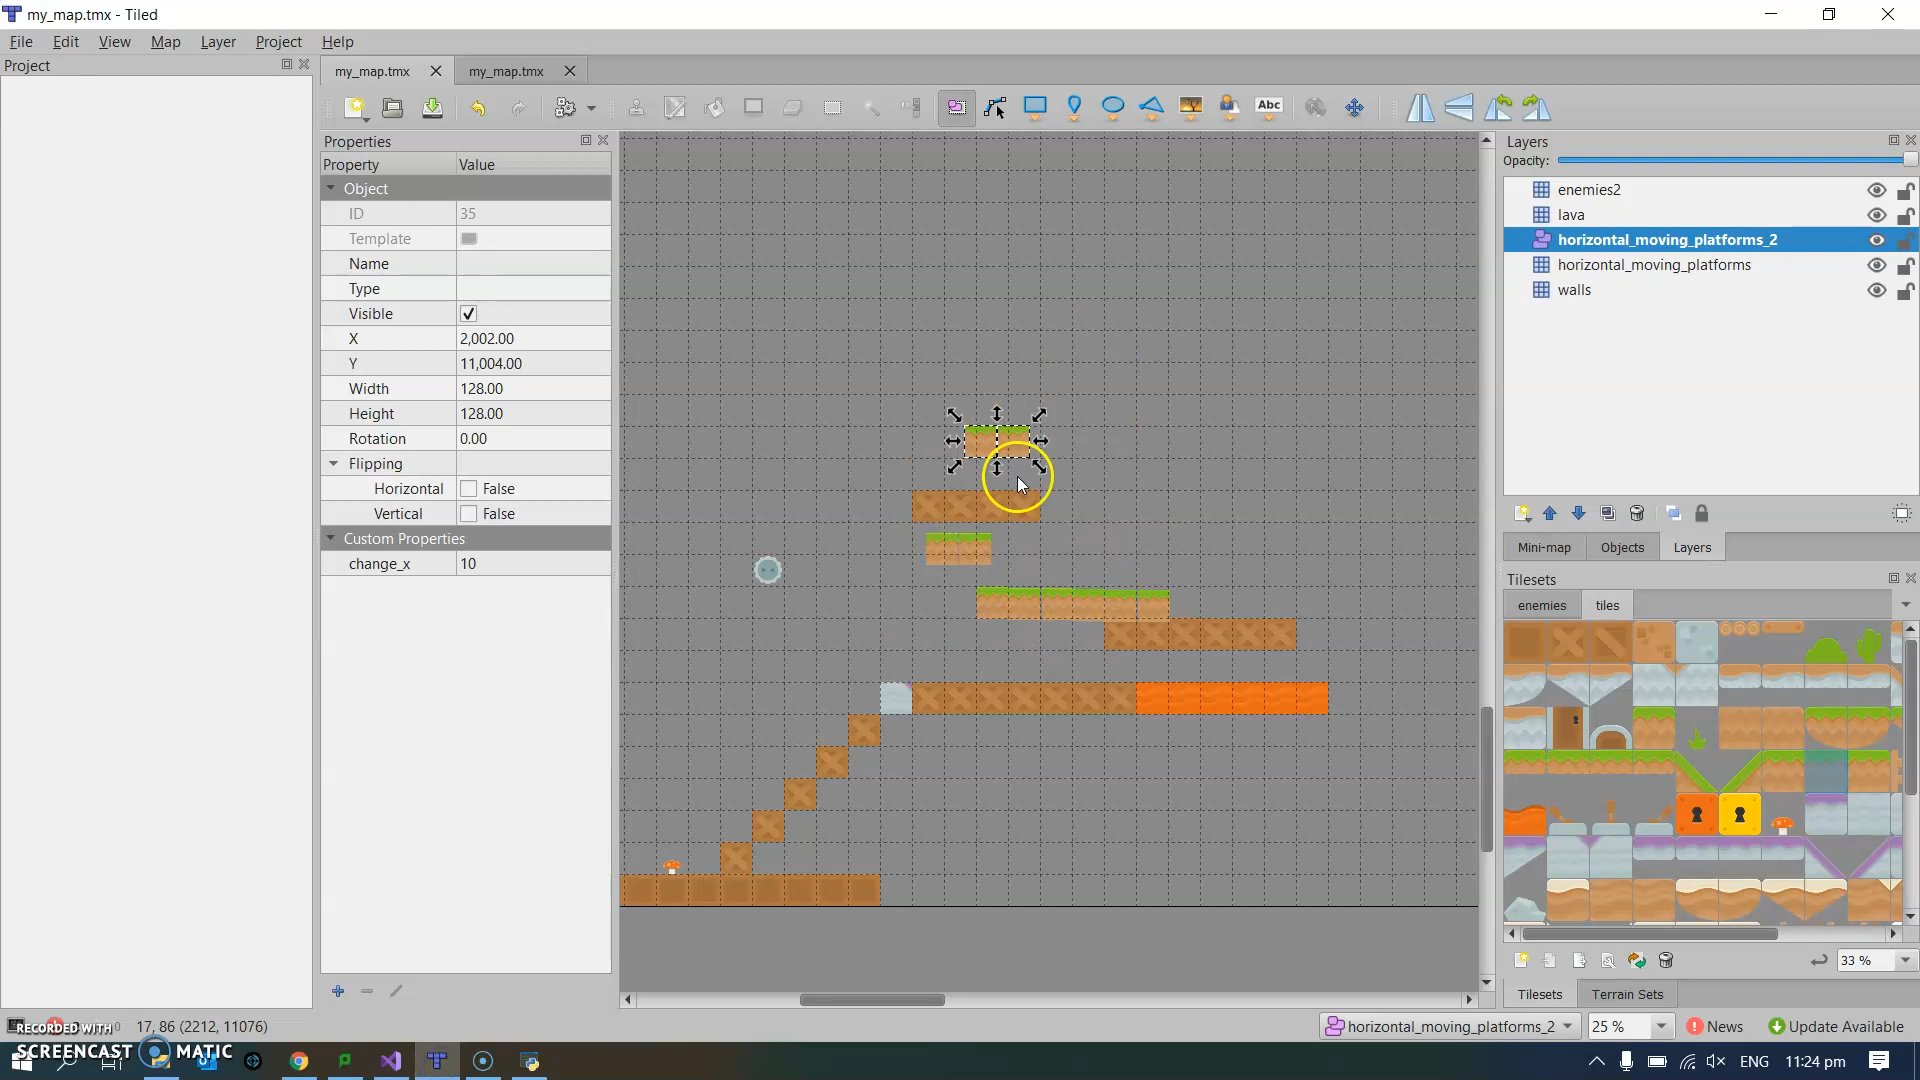 my_map.tmx - Tiled
File Edit View Map Layer Project Help
Project
my_map.tmx my_map.tmx
Abc
Properties
Property Value
Object
ID 35
Template
Name
Type
Visible
X 2,002.00
Y 11,004.00
Width 128.00
Height 128.00
Rotation 0.00
Flipping
Horizontal False
Vertical False
Custom Properties
change_x 10
Layers
Opacity:
enemies2
lava
horizontal_moving_platforms_2
horizontal_moving_platforms
walls
Mini-map Objects Layers
Tilesets
enemies tiles
33 %
Tilesets Terrain Sets
17, 86 (2212, 11076)
horizontal_moving_platforms_2 25 % News Update Available
RECORDED WITH
SCREENCAST MATIC
ENG 11:24 pm